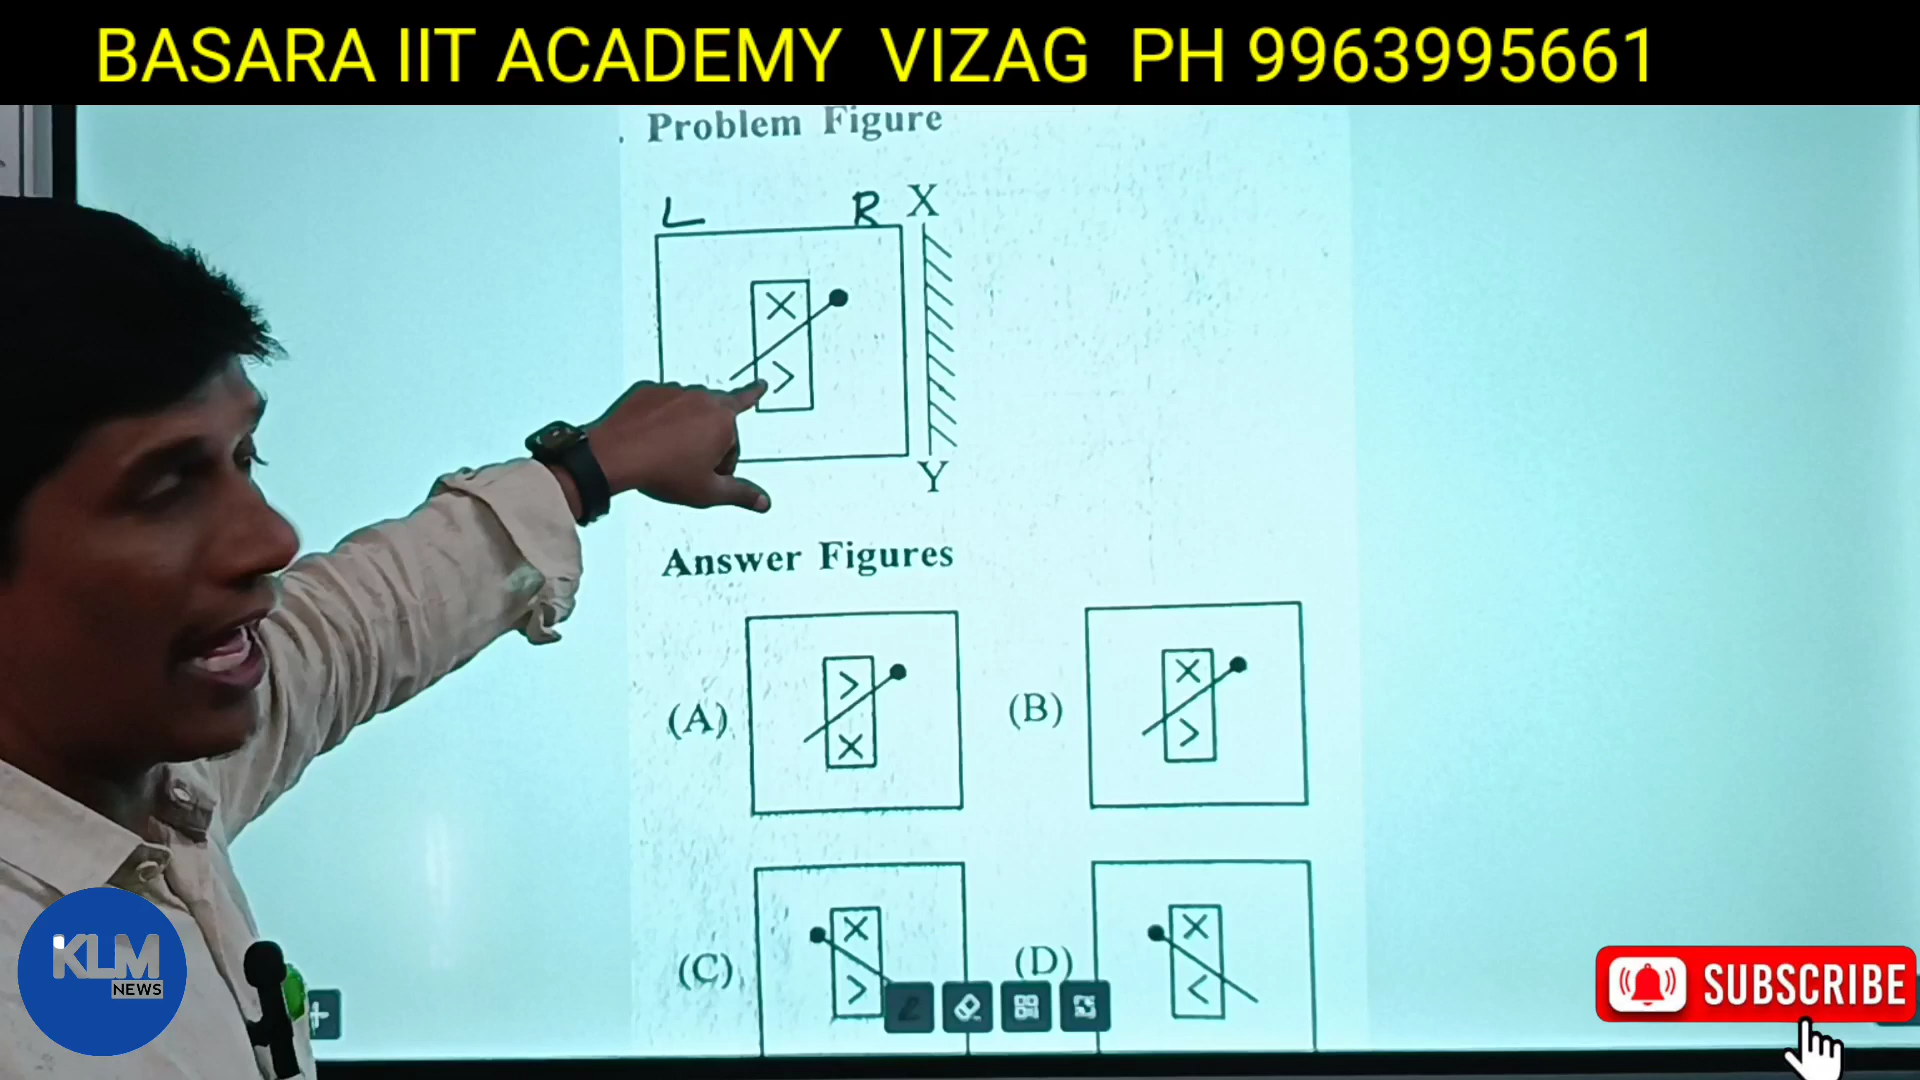 BASARA IIT ACADEMY VIZAG PH 9963995661
. Problem Figure
L R X
Y
Answer Figures
(A) (B)
(C) (D)
KLM
NEWS
SUBSCRIBE